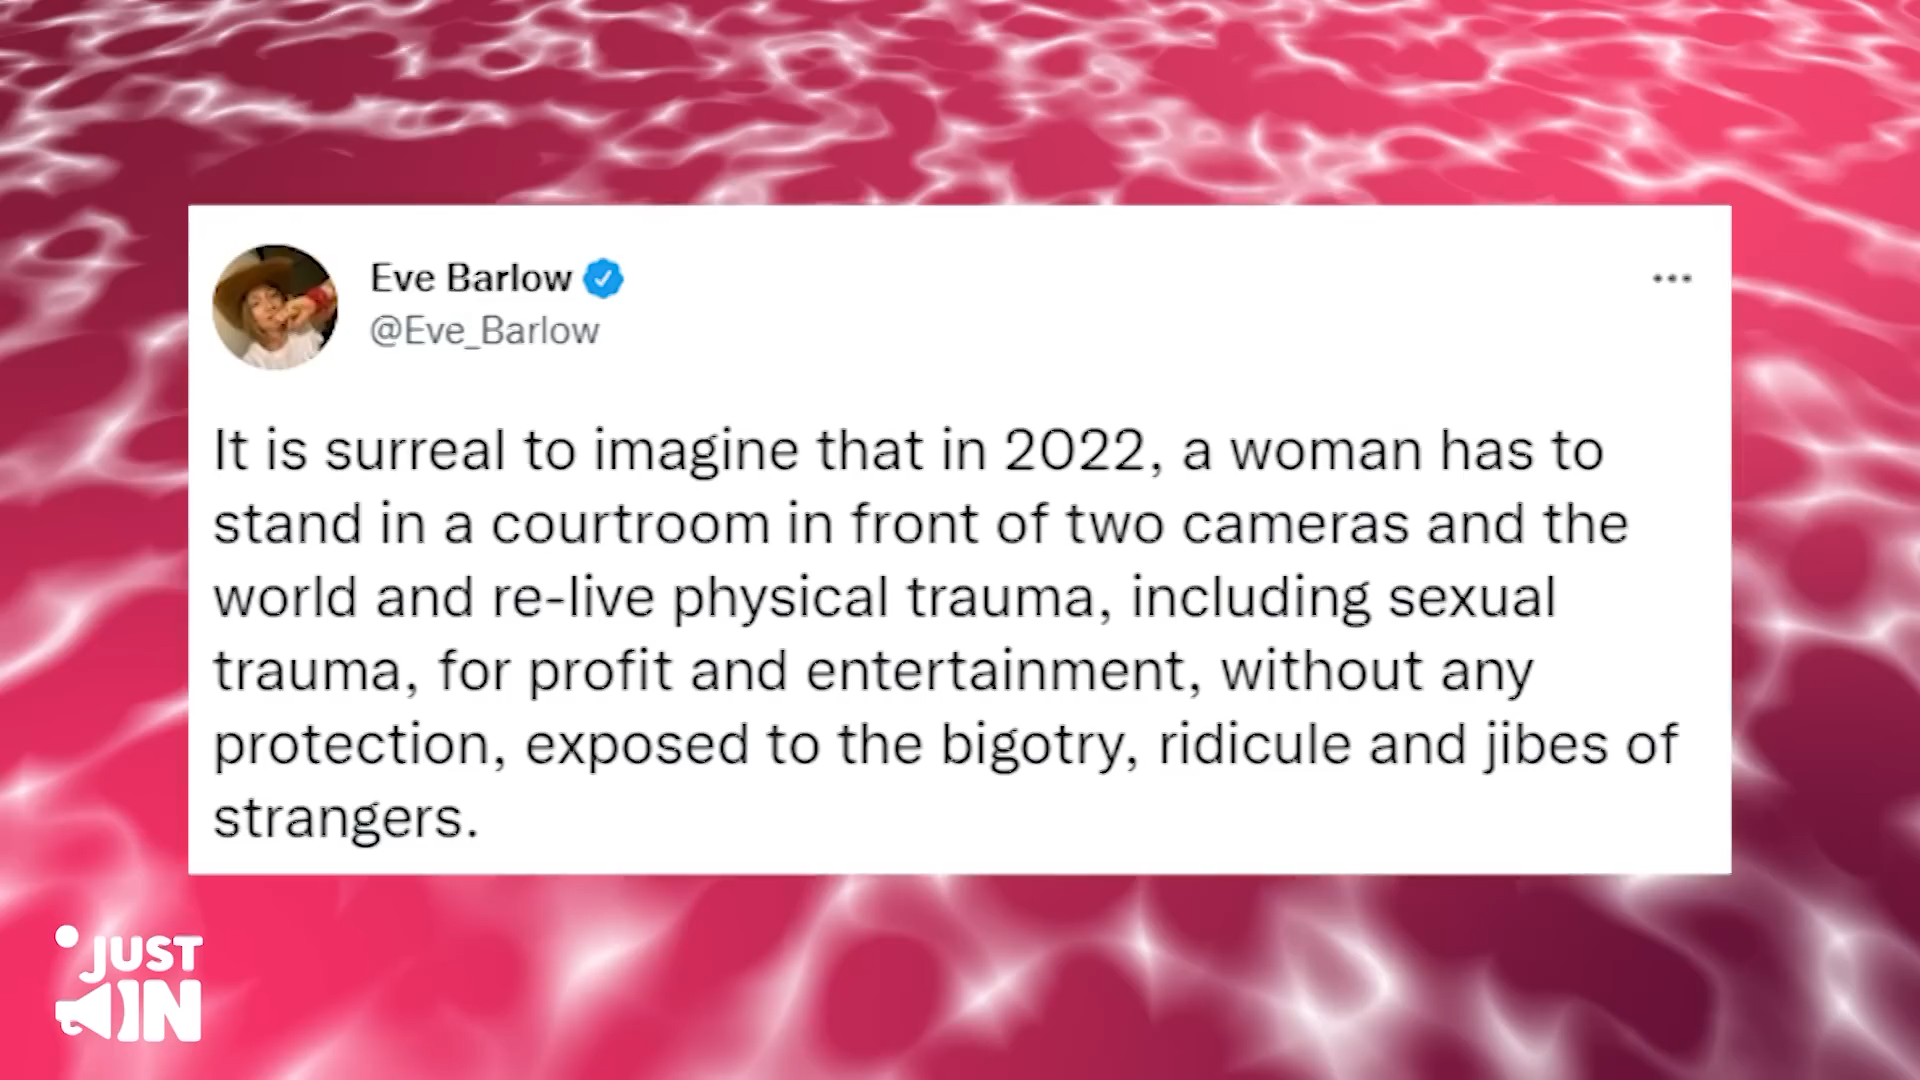 Eve Barlow
@Eve_Barlow
It is surreal to imagine that in 2022, a woman has to
stand in a courtroom in front of two cameras and the
world and re-live physical trauma, including sexual
trauma, for profit and entertainment, without any
protection, exposed to the bigotry, ridicule and jibes of
strangers.
JUST
IN